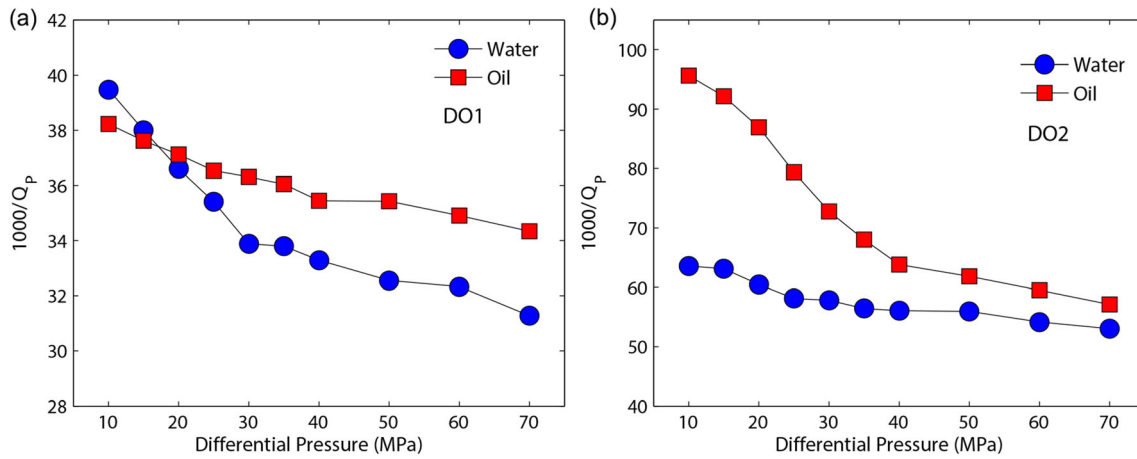 (a)
42
40
38
36
34
32
30
28
1000/QP
10 20 30 40 50 60 70
Differential Pressure (MPa)
Water
Oil
DO1
(b)
100
90
80
70
60
50
40
1000/QP
10 20 30 40 50 60 70
Differential Pressure (MPa)
Water
Oil
DO2